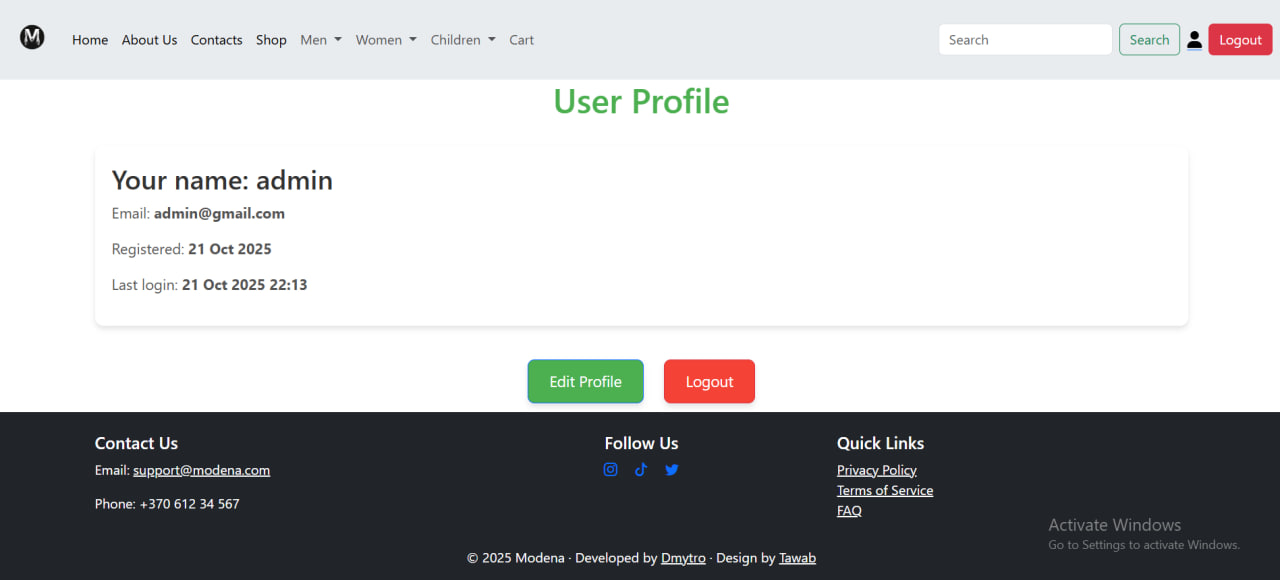 M Home About Us Contacts Shop Men Women Children Cart Search Search Logout
User Profile
Your name: admin
Email: admin@gmail.com
Registered: 21 Oct 2025
Last login: 21 Oct 2025 22:13
Edit Profile Logout
Contact Us
Email: support@modena.com
Phone: +370 612 34 567
Follow Us
Quick Links
Privacy Policy
Terms of Service
FAQ
© 2025 Modena · Developed by Dmytro · Design by Tawab
Activate Windows
Go to Settings to activate Windows.